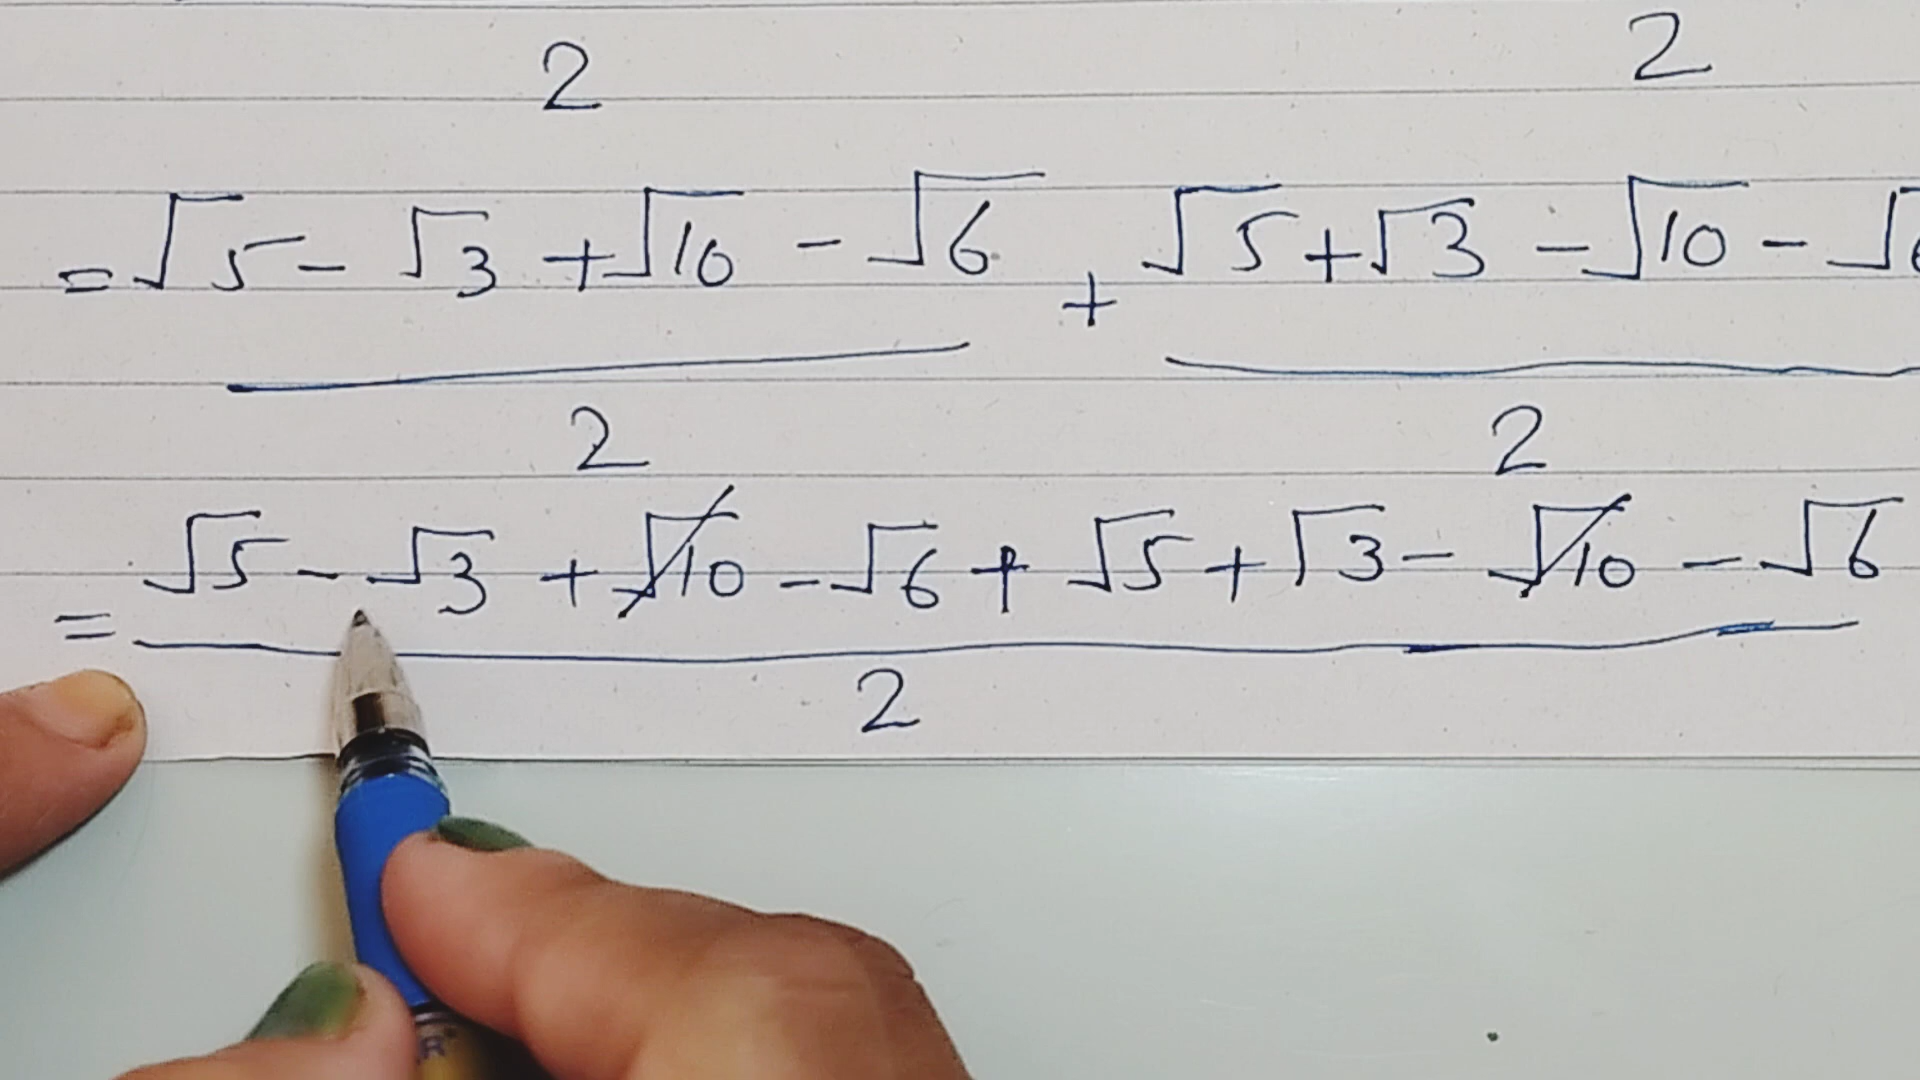 2 2
= √5 - √3 + √10 - √6 + √5 + √3 - √10 - √6
2 2
= √5 - √3 + √10 - √6 + √5 + √3 - √10 - √6
2